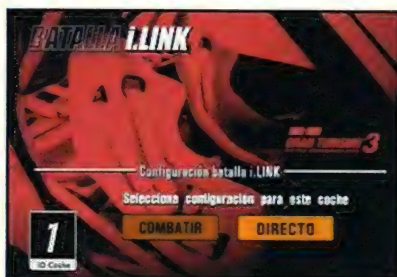 BATALLA i.LINK
GRAN TURISMO 3
Configuración batalla i.LINK
Selecciona configuración para este coche
COMBATIR
DIRECTO
1
ID Coche